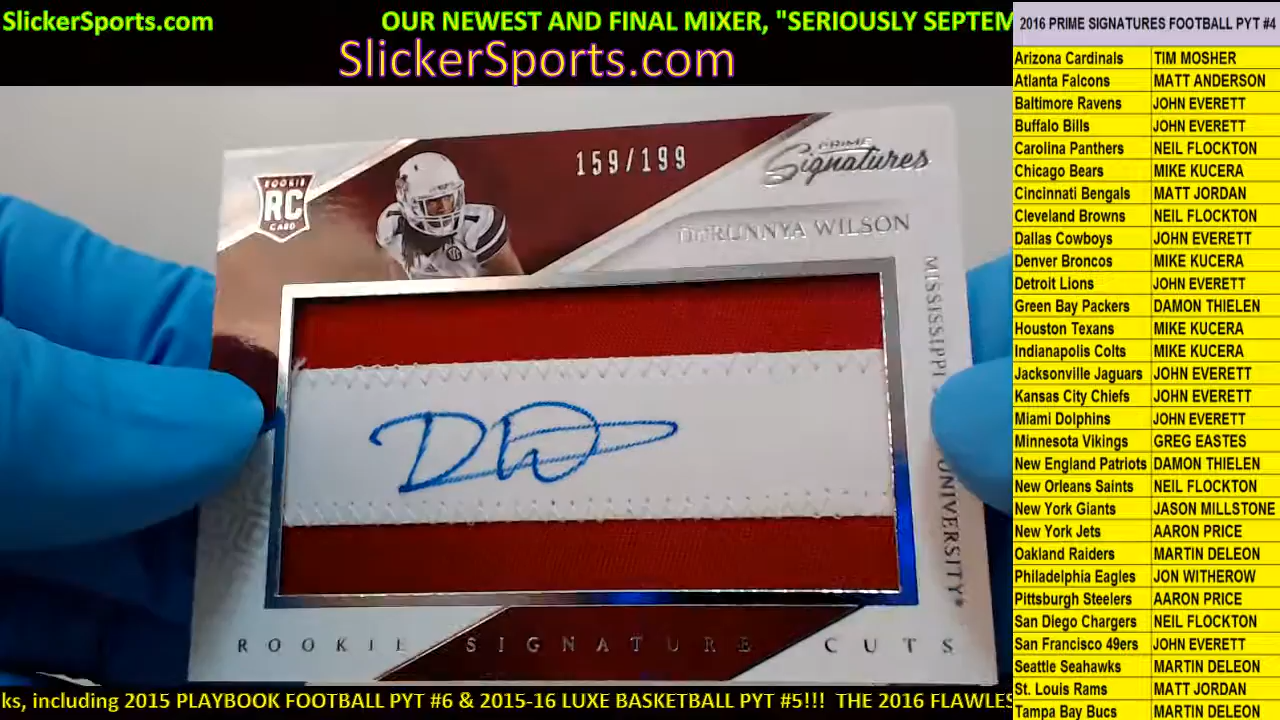 SlickerSports.com
OUR NEWEST AND FINAL MIXER, "SERIOUSLY SEPTEM
SlickerSports.com
ROOKIE
RC
CARD
159/199
PRIME
Signatures
DeRUNNYA WILSON
MISSISSIPPI
UNIVERSITY
DW
ROOKIE SIGNATURE CUTS
ks, including 2015 PLAYBOOK FOOTBALL PYT #6 & 2015-16 LUXE BASKETBALL PYT #5!!! THE 2016 FLAWLES
2016 PRIME SIGNATURES FOOTBALL PYT #4
Arizona Cardinals TIM MOSHER
Atlanta Falcons MATT ANDERSON
Baltimore Ravens JOHN EVERETT
Buffalo Bills JOHN EVERETT
Carolina Panthers NEIL FLOCKTON
Chicago Bears MIKE KUCERA
Cincinnati Bengals MATT JORDAN
Cleveland Browns NEIL FLOCKTON
Dallas Cowboys JOHN EVERETT
Denver Broncos MIKE KUCERA
Detroit Lions JOHN EVERETT
Green Bay Packers DAMON THIELEN
Houston Texans MIKE KUCERA
Indianapolis Colts MIKE KUCERA
Jacksonville Jaguars JOHN EVERETT
Kansas City Chiefs JOHN EVERETT
Miami Dolphins JOHN EVERETT
Minnesota Vikings GREG EASTES
New England Patriots DAMON THIELEN
New Orleans Saints NEIL FLOCKTON
New York Giants JASON MILLSTONE
New York Jets AARON PRICE
Oakland Raiders MARTIN DELEON
Philadelphia Eagles JON WITHEROW
Pittsburgh Steelers AARON PRICE
San Diego Chargers NEIL FLOCKTON
San Francisco 49ers JOHN EVERETT
Seattle Seahawks MARTIN DELEON
St. Louis Rams MATT JORDAN
Tampa Bay Bucs MARTIN DELEON